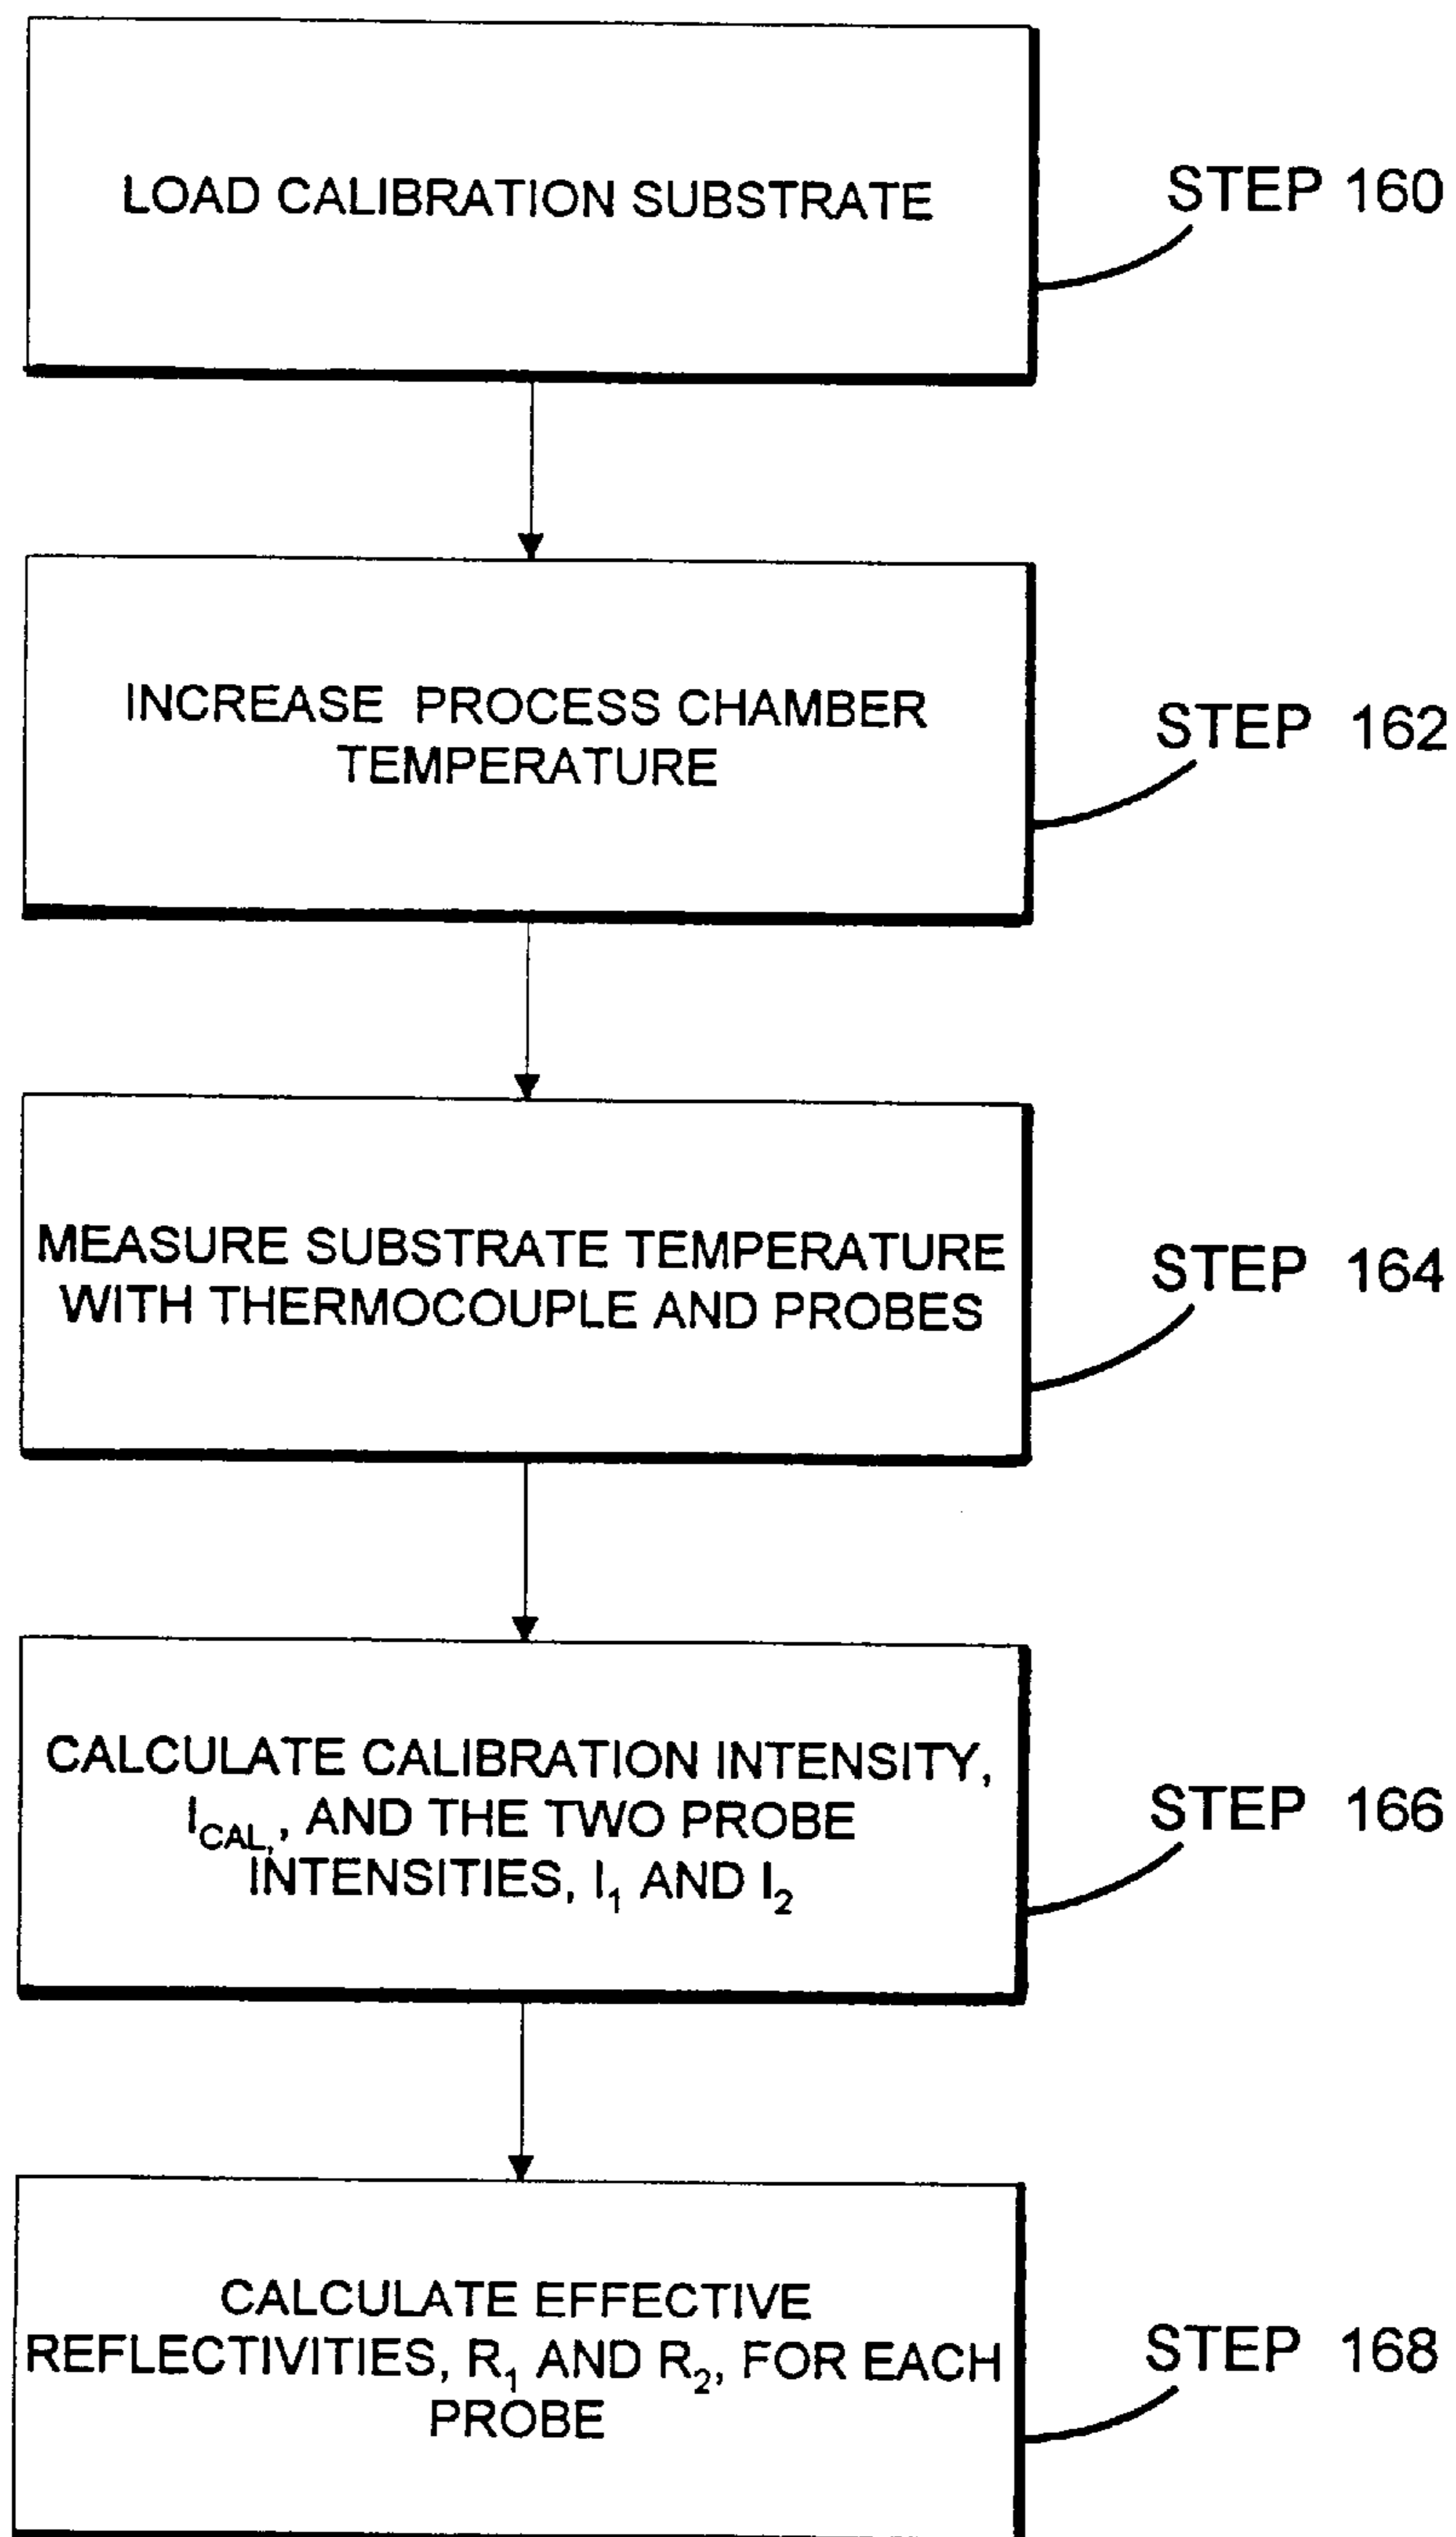 LOAD CALIBRATION SUBSTRATE
STEP 160
INCREASE PROCESS CHAMBER
TEMPERATURE
STEP 162
MEASURE SUBSTRATE TEMPERATURE
WITH THERMOCOUPLE AND PROBES
STEP 164
CALCULATE CALIBRATION INTENSITY,
I_CAL,, AND THE TWO PROBE
INTENSITIES, I₁ AND I₂
STEP 166
CALCULATE EFFECTIVE
REFLECTIVITIES, R₁ AND R₂, FOR EACH
PROBE
STEP 168